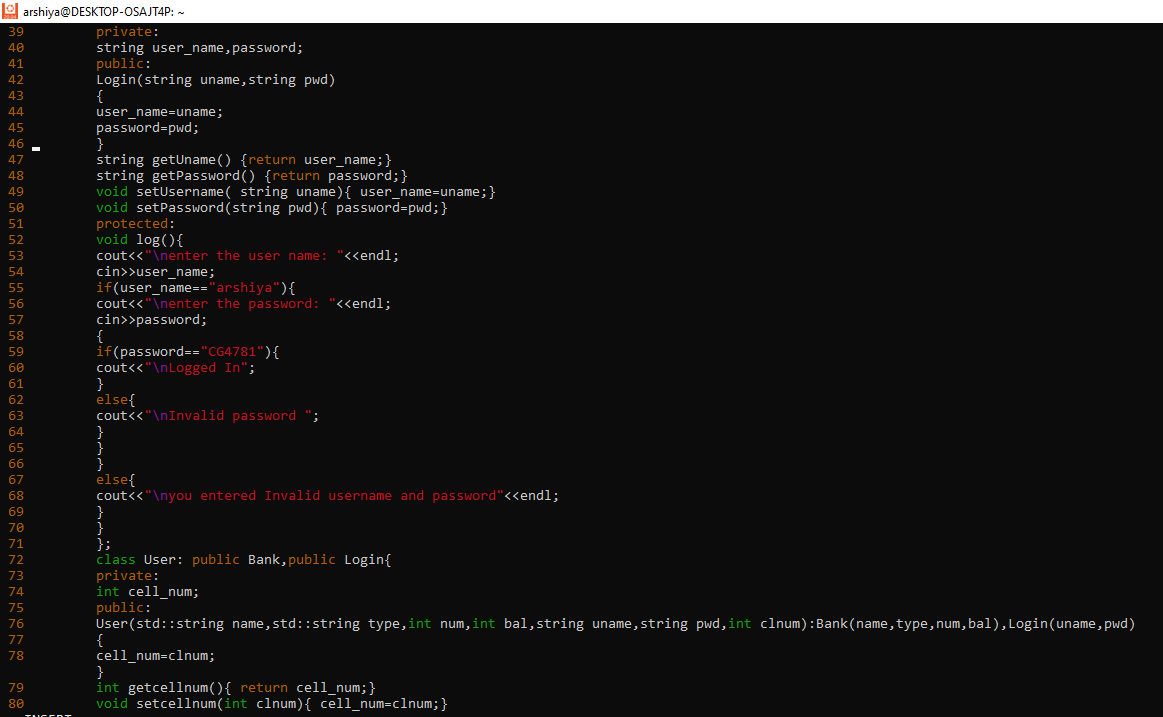 arshiya@DESKTOP-OSAJT4P: ~
39 private:
40 string user_name,password;
41 public:
42 Login(string uname,string pwd)
43 {
44 user_name=uname;
45 password=pwd;
46 }
47 string getUname() {return user_name;}
48 string getPassword() {return password;}
49 void setUsername( string uname){ user_name=uname;}
50 void setPassword(string pwd){ password=pwd;}
51 protected:
52 void log(){
53 cout<<"\nenter the user name: "<<endl;
54 cin>>user_name;
55 if(user_name=="arshiya"){
56 cout<<"\nenter the password: "<<endl;
57 cin>>password;
58 {
59 if(password=="CG4781"){
60 cout<<"\nLogged In";
61 }
62 else{
63 cout<<"\nInvalid password ";
64 }
65 }
66 }
67 else{
68 cout<<"\nyou entered Invalid username and password"<<endl;
69 }
70 }
71 };
72 class User: public Bank,public Login{
73 private:
74 int cell_num;
75 public:
76 User(std::string name,std::string type,int num,int bal,string uname,string pwd,int clnum):Bank(name,type,num,bal),Login(uname,pwd)
77 {
78 cell_num=clnum;
}
79 int getcellnum(){ return cell_num;}
80 void setcellnum(int clnum){ cell_num=clnum;}